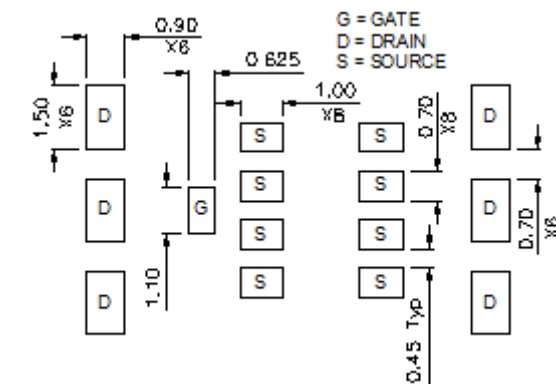 G = GATE
D = DRAIN
S = SOURCE
0.90
X6
0.625
1.00
X8
1.50
X6
0.70
X8
D
S
S
D
D
G
S
S
D
S
S
0.70
X6
1.10
D
S
S
D
0.45 Typ